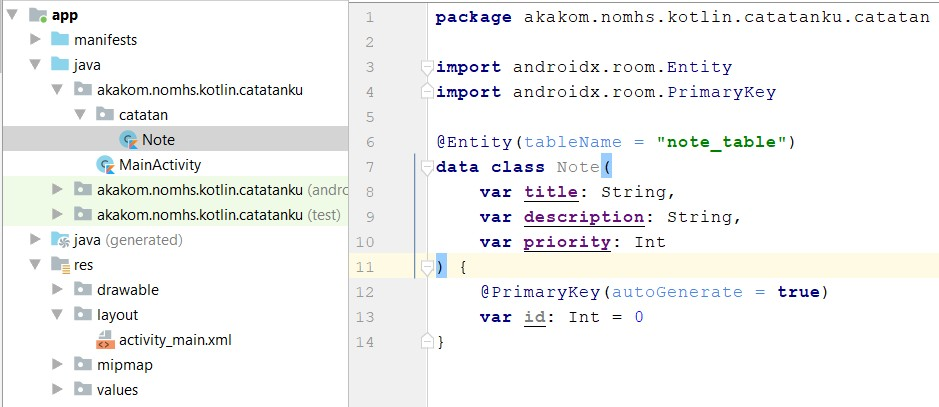 app
manifests
java
akakom.nomhs.kotlin.catatanku
catatan
Note
MainActivity
akakom.nomhs.kotlin.catatanku (andro
akakom.nomhs.kotlin.catatanku (test)
java (generated)
res
drawable
layout
activity_main.xml
mipmap
values
1 package akakom.nomhs.kotlin.catatanku.catatan
2
3 import androidx.room.Entity
4 import androidx.room.PrimaryKey
5
6 @Entity(tableName = "note_table")
7 data class Note(
8 var title: String,
9 var description: String,
10 var priority: Int
11 ) {
12 @PrimaryKey(autoGenerate = true)
13 var id: Int = 0
14 }